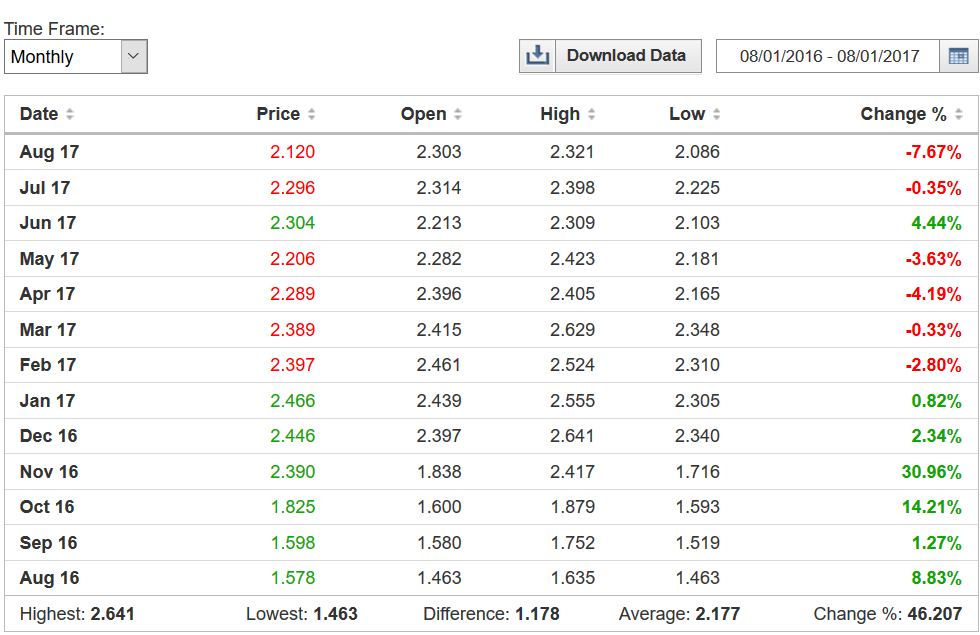 Time Frame:
Monthly Download Data 08/01/2016 - 08/01/2017
Date Price Open High Low Change %
Aug 17 2.120 2.303 2.321 2.086 -7.67%
Jul 17 2.296 2.314 2.398 2.225 -0.35%
Jun 17 2.304 2.213 2.309 2.103 4.44%
May 17 2.206 2.282 2.423 2.181 -3.63%
Apr 17 2.289 2.396 2.405 2.165 -4.19%
Mar 17 2.389 2.415 2.629 2.348 -0.33%
Feb 17 2.397 2.461 2.524 2.310 -2.80%
Jan 17 2.466 2.439 2.555 2.305 0.82%
Dec 16 2.446 2.397 2.641 2.340 2.34%
Nov 16 2.390 1.838 2.417 1.716 30.96%
Oct 16 1.825 1.600 1.879 1.593 14.21%
Sep 16 1.598 1.580 1.752 1.519 1.27%
Aug 16 1.578 1.463 1.635 1.463 8.83%
Highest: 2.641 Lowest: 1.463 Difference: 1.178 Average: 2.177 Change %: 46.207